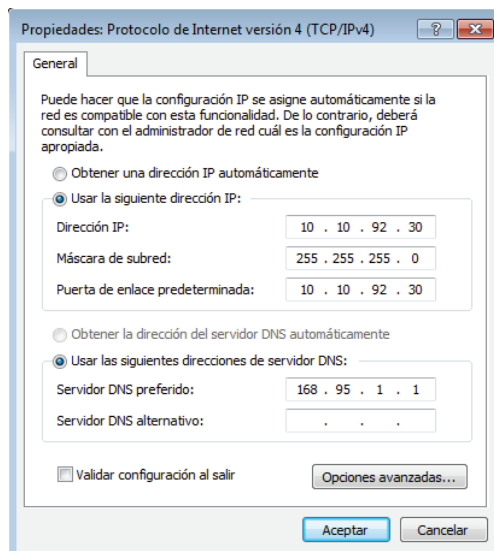 Propiedades: Protocolo de Internet versión 4 (TCP/IPv4)
General
Puede hacer que la configuración IP se asigne automáticamente si la
red es compatible con esta funcionalidad. De lo contrario, deberá
consultar con el administrador de red cuál es la configuración IP
apropiada.
Obtener una dirección IP automáticamente
Usar la siguiente dirección IP:
Dirección IP: 10 . 10 . 92 . 30
Máscara de subred: 255 . 255 . 255 . 0
Puerta de enlace predeterminada: 10 . 10 . 92 . 30
Obtener la dirección del servidor DNS automáticamente
Usar las siguientes direcciones de servidor DNS:
Servidor DNS preferido: 168 . 95 . 1 . 1
Servidor DNS alternativo: . . .
Validar configuración al salir Opciones avanzadas...
Aceptar Cancelar